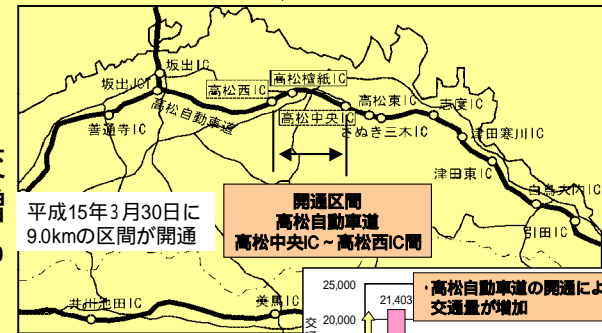 坂出IC
坂出JCT
高松西IC
高松檀紙IC
高松自動車道
高松中央IC
高松東IC
志度IC
さぬき三木IC
善通寺IC
津田寒川IC
津田東IC
白鳥大内IC
引田IC
平成15年3月30日に
9.0kmの区間が開通
開通区間
高松自動車道
高松中央IC～高松西IC間
井川池田IC
美馬IC
25,000
20,000
21,403
交
・高松自動車道の開通によ
交通量が増加